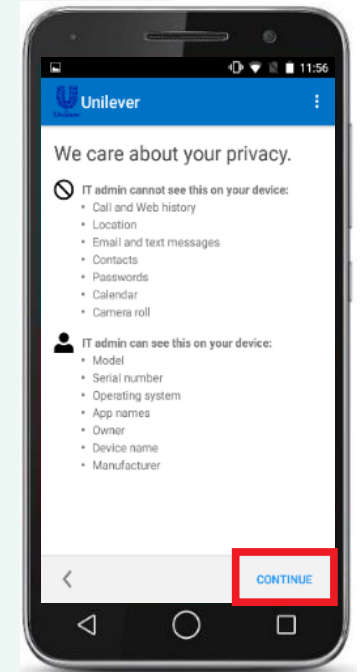 11:56
Unilever
Unilever
We care about your privacy.
IT admin cannot see this on your device:
• Call and Web history
• Location
• Email and text messages
• Contacts
• Passwords
• Calendar
• Camera roll
IT admin can see this on your device:
• Model
• Serial number
• Operating system
• App names
• Owner
• Device name
• Manufacturer
CONTINUE